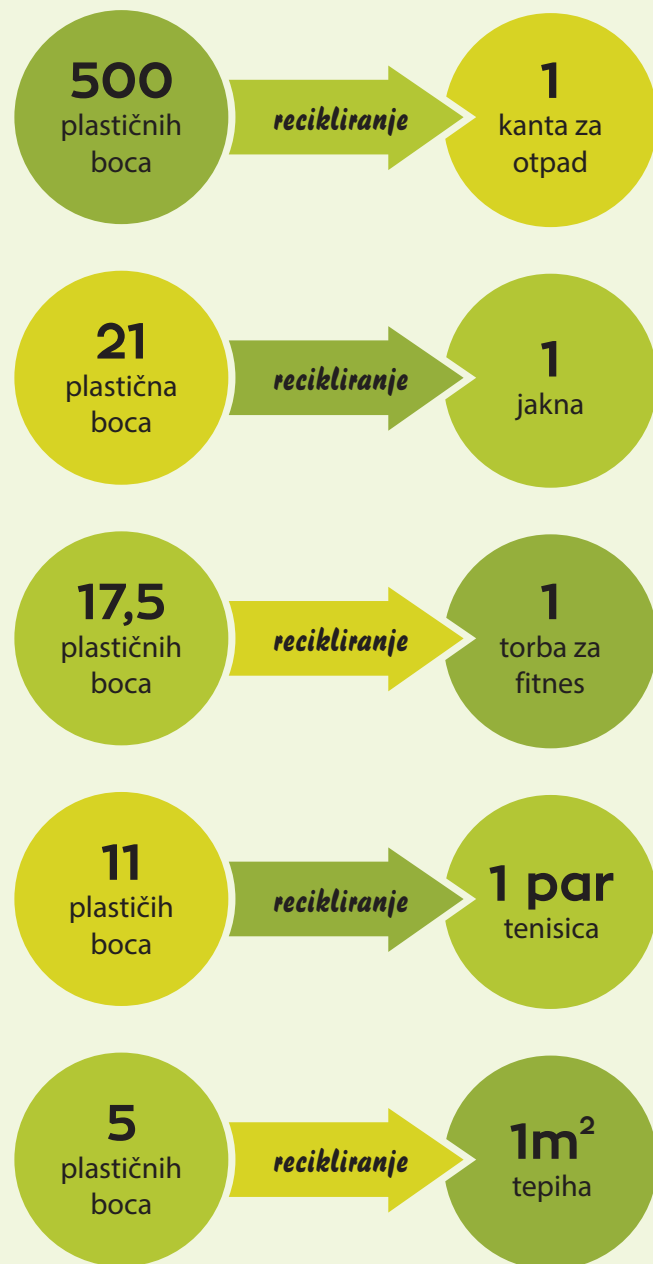 500
plastičnih
boca
recikliranje
1
kanta za
otpad
21
plastična
boca
recikliranje
1
jakna
17,5
plastičnih
boca
recikliranje
1
torba za
fitnes
11
plastičih
boca
recikliranje
1 par
tenisica
5
plastičnih
boca
recikliranje
1m²
tepiha